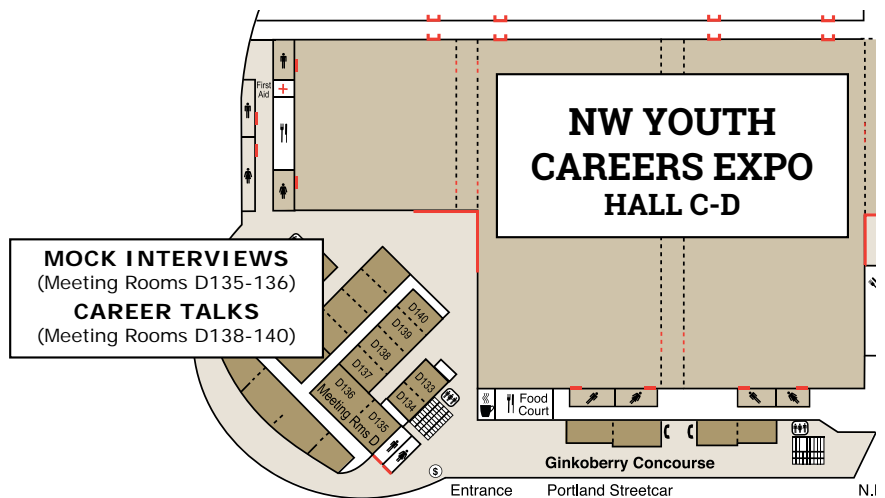 First
Aid
NW YOUTH
CAREERS EXPO
HALL C-D
MOCK INTERVIEWS
(Meeting Rooms D135-136)
CAREER TALKS
(Meeting Rooms D138-140)
D140
D139
D138
D137
D136
D135
Meeting Rms D
D133
D134
Food
Court
$
Ginkoberry Concourse
Entrance
Portland Streetcar